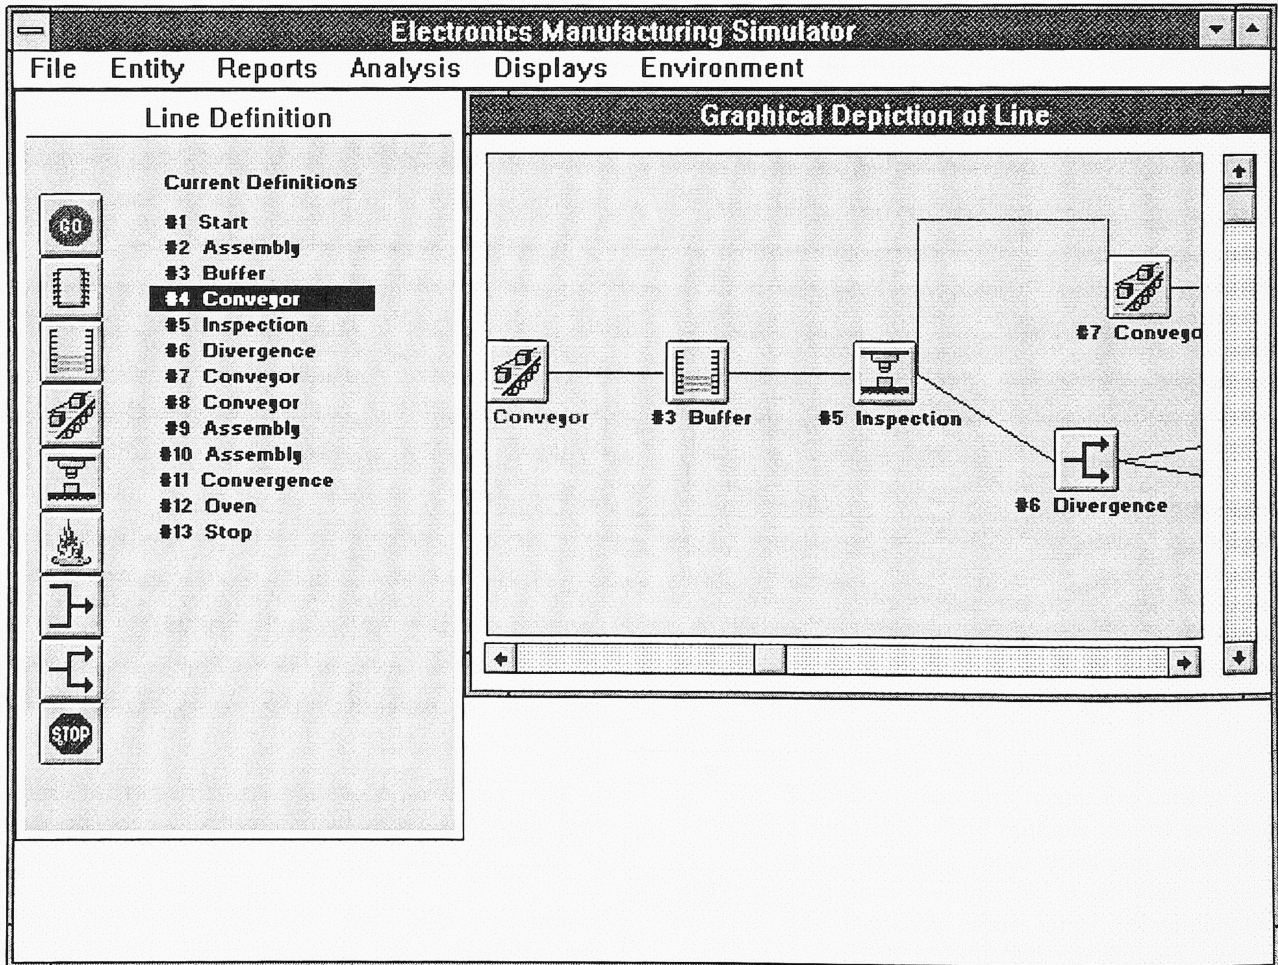 Electronics Manufacturing Simulator
File Entity Reports Analysis Displays Environment
Line Definition
Current Definitions
GO
#1 Start
#2 Assembly
#3 Buffer
#4 Conveyor
#5 Inspection
#6 Divergence
#7 Conveyor
#8 Conveyor
#9 Assembly
#10 Assembly
#11 Convergence
#12 Oven
#13 Stop
STOP
Graphical Depiction of Line
#7 Conveyo
Conveyor #3 Buffer #5 Inspection
#6 Divergence